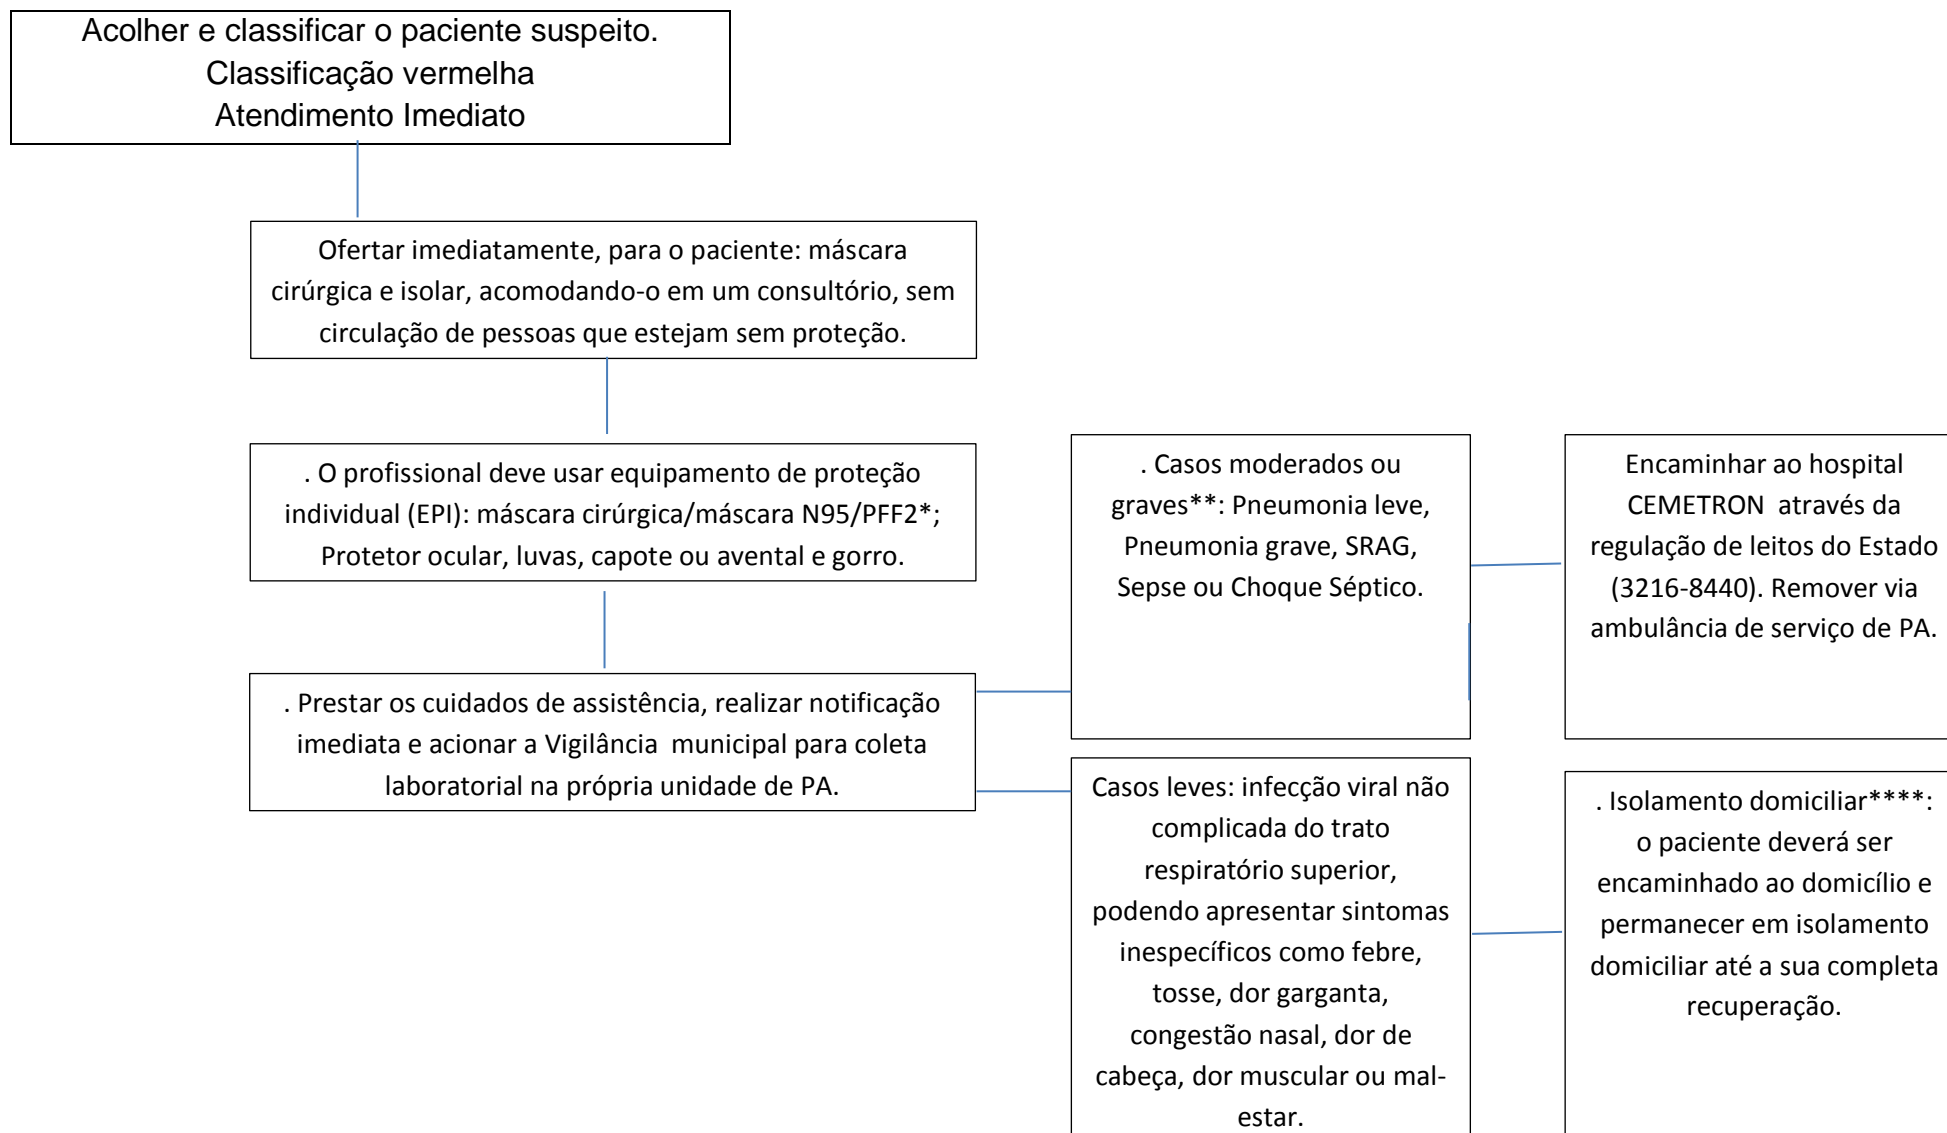 Acolher e classificar o paciente suspeito.
Classificação vermelha
Atendimento Imediato
Ofertar imediatamente, para o paciente: máscara
cirúrgica e isolar, acomodando-o em um consultório, sem
circulação de pessoas que estejam sem proteção.
. O profissional deve usar equipamento de proteção
individual (EPI): máscara cirúrgica/máscara N95/PFF2*;
Protetor ocular, luvas, capote ou avental e gorro.
. Prestar os cuidados de assistência, realizar notificação
imediata e acionar a Vigilância municipal para coleta
laboratorial na própria unidade de PA.
. Casos moderados ou
graves**: Pneumonia leve,
Pneumonia grave, SRAG,
Sepse ou Choque Séptico.
Encaminhar ao hospital
CEMETRON através da
regulação de leitos do Estado
(3216-8440). Remover via
ambulância de serviço de PA.
Casos leves: infecção viral não
complicada do trato
respiratório superior,
podendo apresentar sintomas
inespecíficos como febre,
tosse, dor garganta,
congestão nasal, dor de
cabeça, dor muscular ou mal-
estar.
. Isolamento domiciliar****:
o paciente deverá ser
encaminhado ao domicílio e
permanecer em isolamento
domiciliar até a sua completa
recuperação.